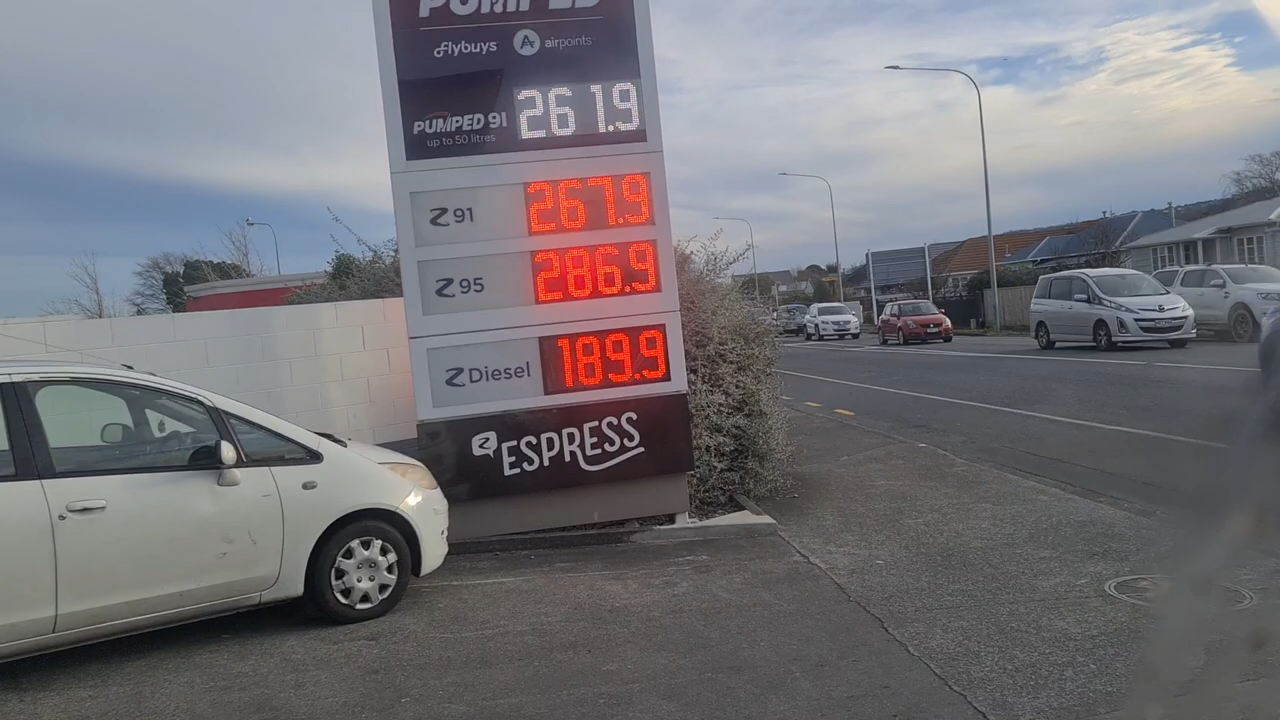 PUMPED
flybuys airpoints
PUMPED 91 261.9
up to 50 litres
Z 91 267.9
Z 95 286.9
Z Diesel 189.9
Z ESPRESS